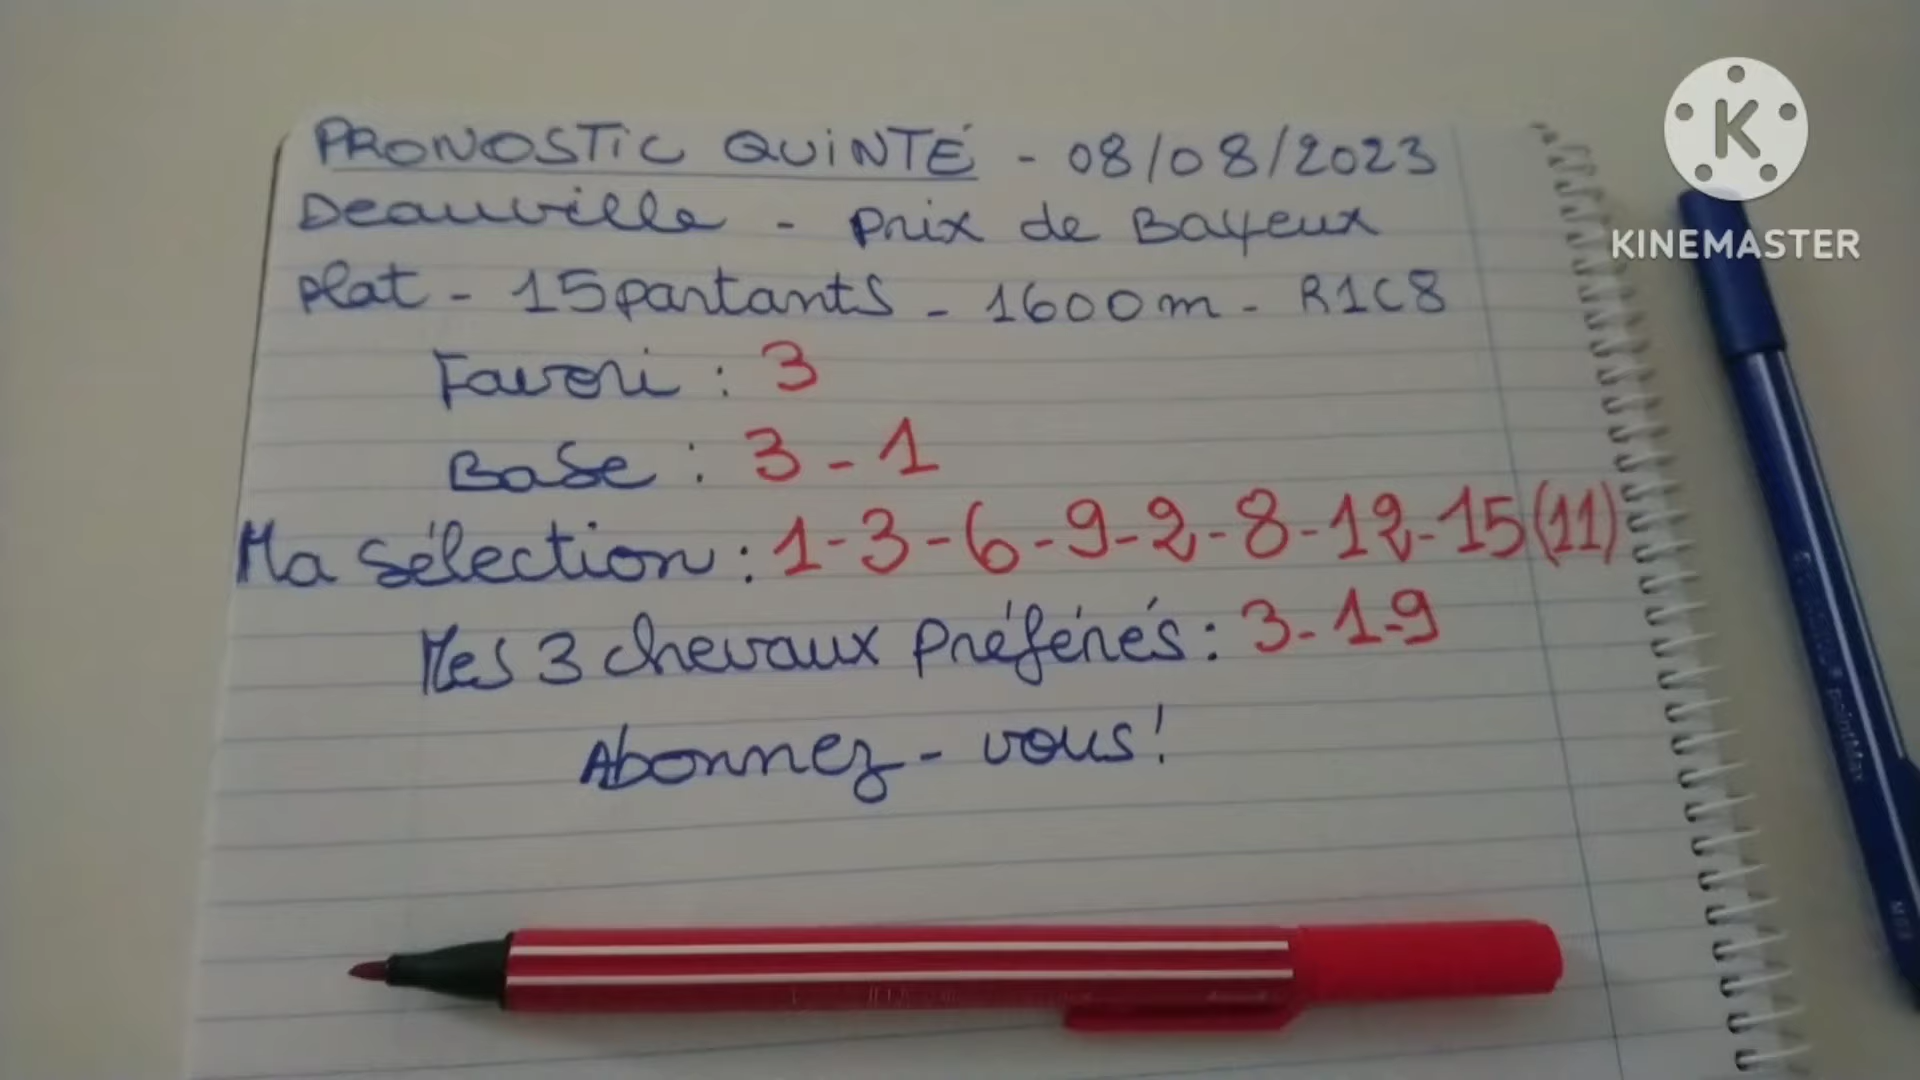 PRONOSTIC QUINTÉ - 08/08/2023
Deauville - Prix de Bayeux
Plat - 15 partants - 1600m - R1C8
Favori : 3
Base : 3 - 1
Ma sélection : 1-3-6-9-2-8-12-15(11)
Mes 3 chevaux préférés : 3-1-9
Abonnez-vous!
K
KINEMASTER
pointMax